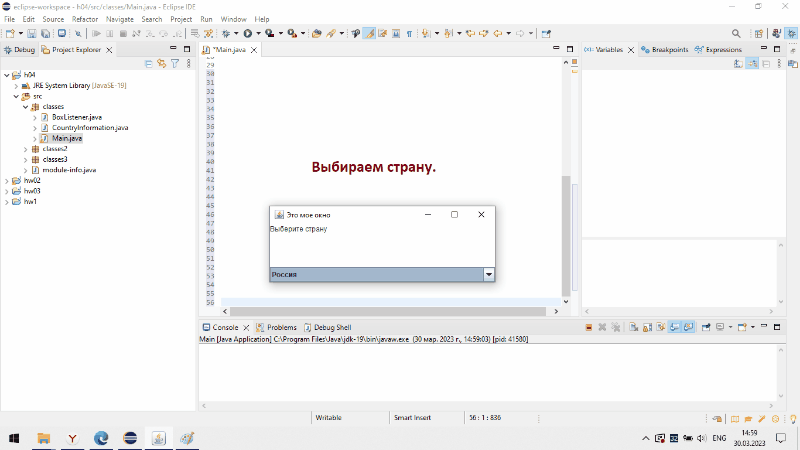 eclipse-workspace - h04/src/classes/Main.java - Eclipse IDE
File Edit Source Refactor Navigate Search Project Run Window Help
Debug Project Explorer
*Main.java
Variables Breakpoints Expressions
h04
JRE System Library [JavaSE-19]
src
classes
BoxListener.java
CountryInformation.java
Main.java
classes2
classes3
module-info.java
hw02
hw03
hw1
29
30
31
32
33
34
35
36
37
38
39
40
41
42
43
44
45
46
47
48
49
50
51
52
53
54
55
56
Выбираем страну.
Это мое окно
Выберите страну
Россия
Console Problems Debug Shell
Main [Java Application] C:\Program Files\Java\jdk-19\bin\javaw.exe (30 мар. 2023 г., 14:59:03) [pid: 41580]
Writable Smart Insert 56 : 1 : 836
ENG
14:59
30.03.2023